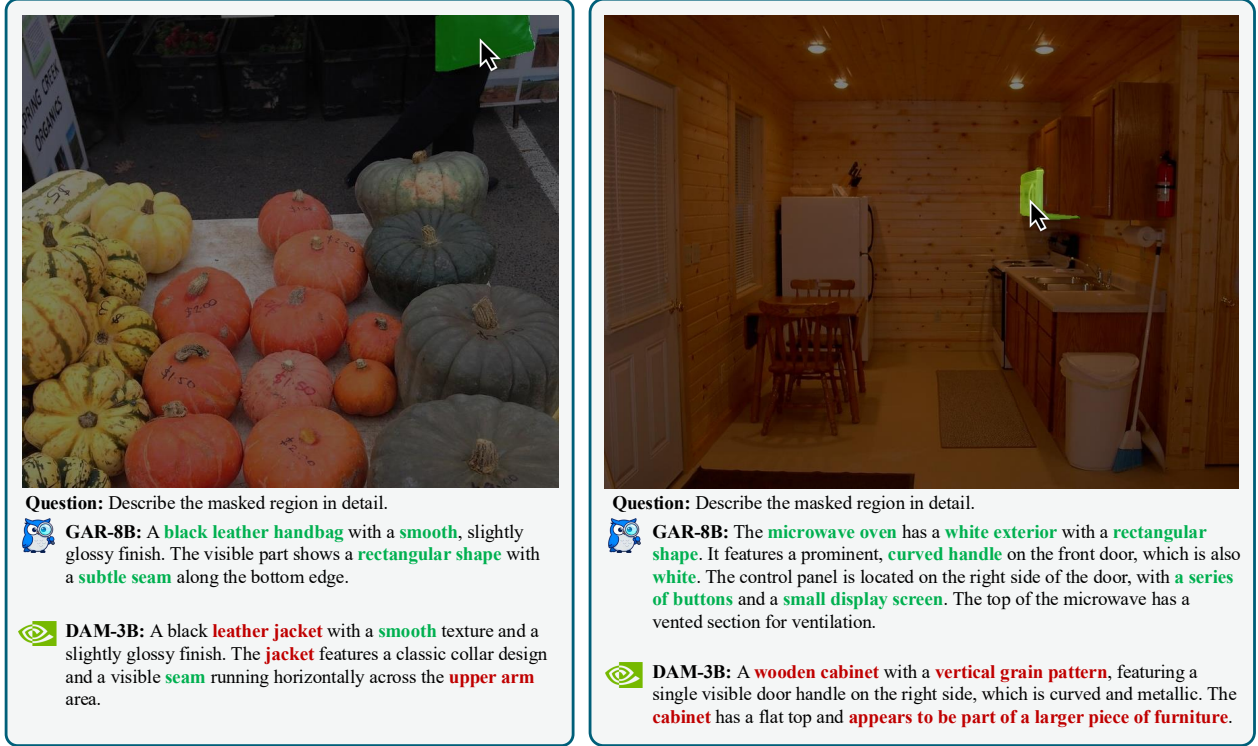 SPRING CREEK
ORGANICS
$2.00
$1.50
$1.50
Question: Describe the masked region in detail.
GAR-8B: A black leather handbag with a smooth, slightly
glossy finish. The visible part shows a rectangular shape with
a subtle seam along the bottom edge.
DAM-3B: A black leather jacket with a smooth texture and a
slightly glossy finish. The jacket features a classic collar design
and a visible seam running horizontally across the upper arm
area.
Question: Describe the masked region in detail.
GAR-8B: The microwave oven has a white exterior with a rectangular
shape. It features a prominent, curved handle on the front door, which is also
white. The control panel is located on the right side of the door, with a series
of buttons and a small display screen. The top of the microwave has a
vented section for ventilation.
DAM-3B: A wooden cabinet with a vertical grain pattern, featuring a
single visible door handle on the right side, which is curved and metallic. The
cabinet has a flat top and appears to be part of a larger piece of furniture.